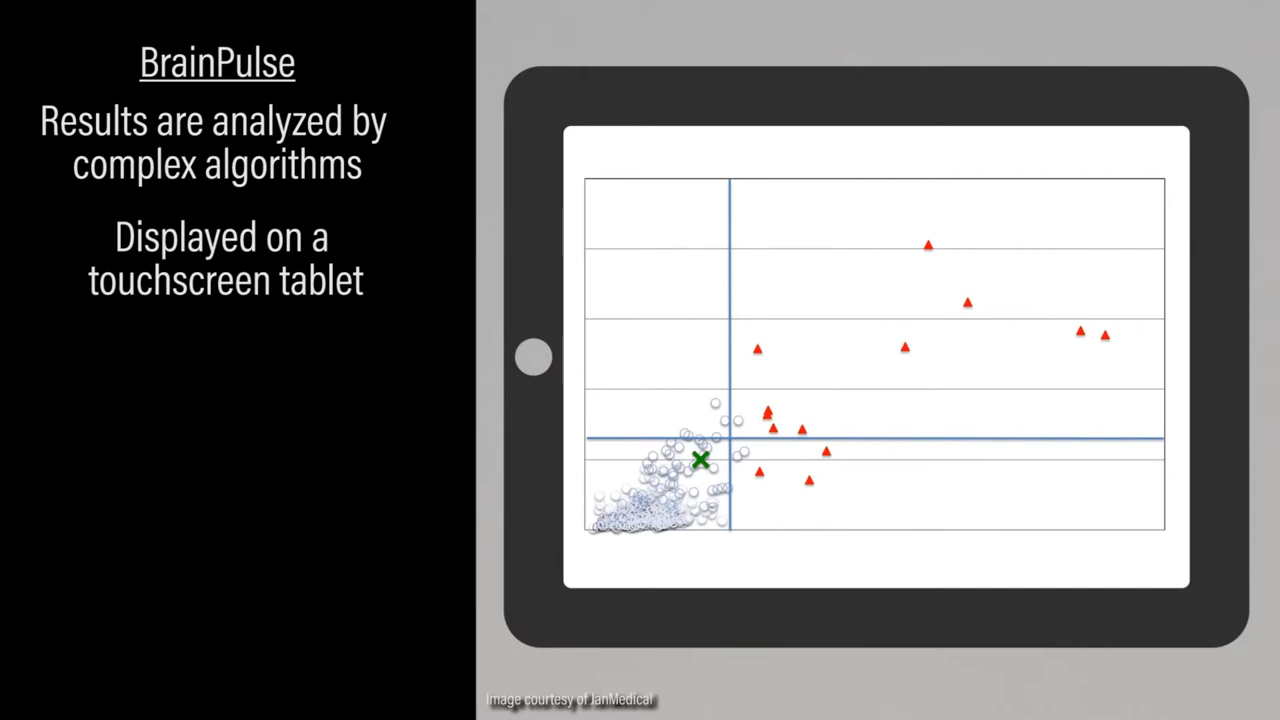 BrainPulse
Results are analyzed by
complex algorithms
Displayed on a
touchscreen tablet
Image courtesy of JanMedical